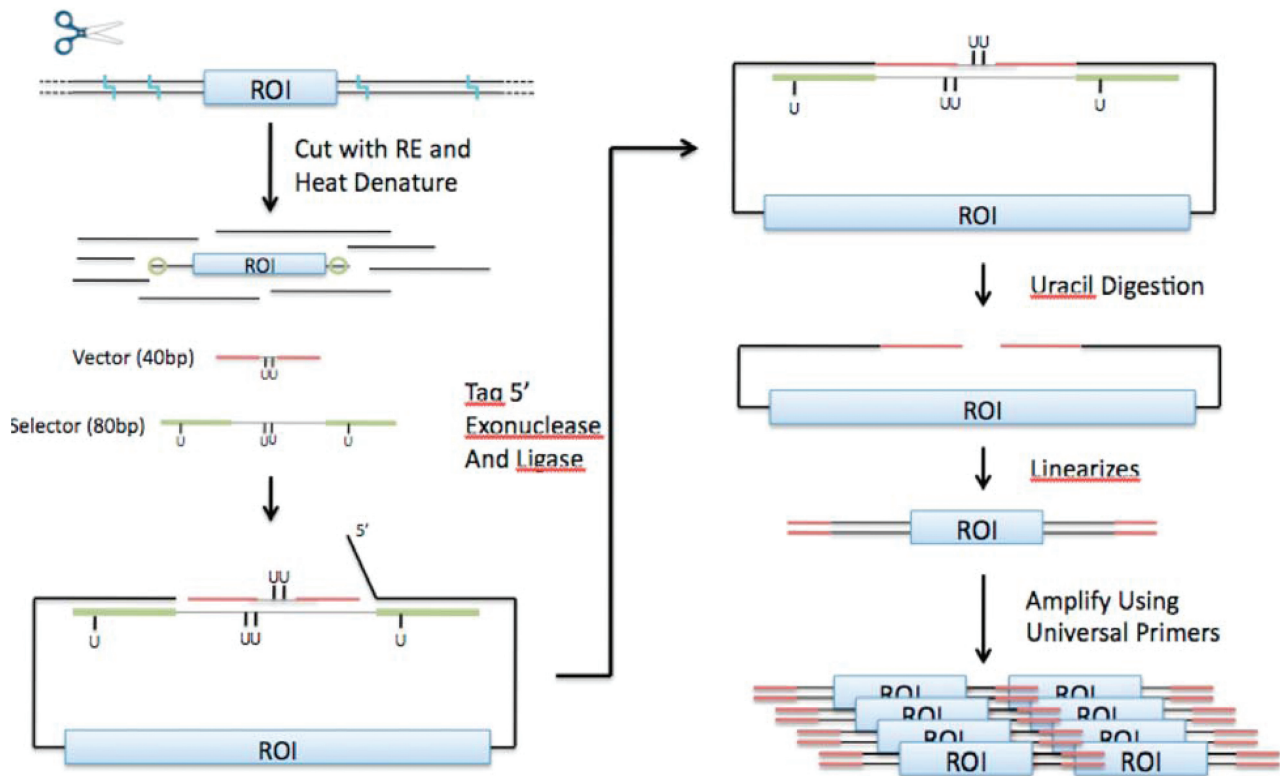 ROI
Cut with RE and
Heat Denature
ROI
Vector (40bp)
UU
Selector (80bp)
U
UU
U
Taq 5'
Exonuclease
And Ligase
5'
UU
U
UU
U
ROI
UU
U
UU
U
ROI
Uracil Digestion
ROI
Linearizes
ROI
Amplify Using
Universal Primers
ROI
ROI
ROI
ROI
ROI
ROI
ROI
ROI